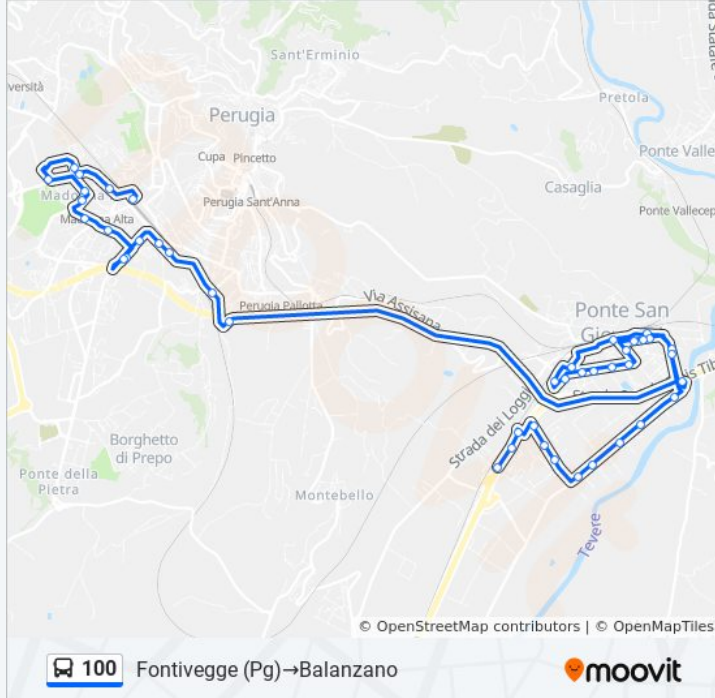 Sant'Erminio
Pretola
Perugia
Cupa
Pincetto
Ponte Valle
Casaglia
Perugia Sant'Anna
Ponte Vallecep
Madonna Alta
Perugia Pallotta
Via Assisana
Ponte San
Strada dei Loggi
Borghetto
di Prepo
Ponte della
Pietra
Montebello
Tevere
© OpenStreetMap contributors | © OpenMapTiles
100 Fontivegge (Pg)→Balanzano
moovit